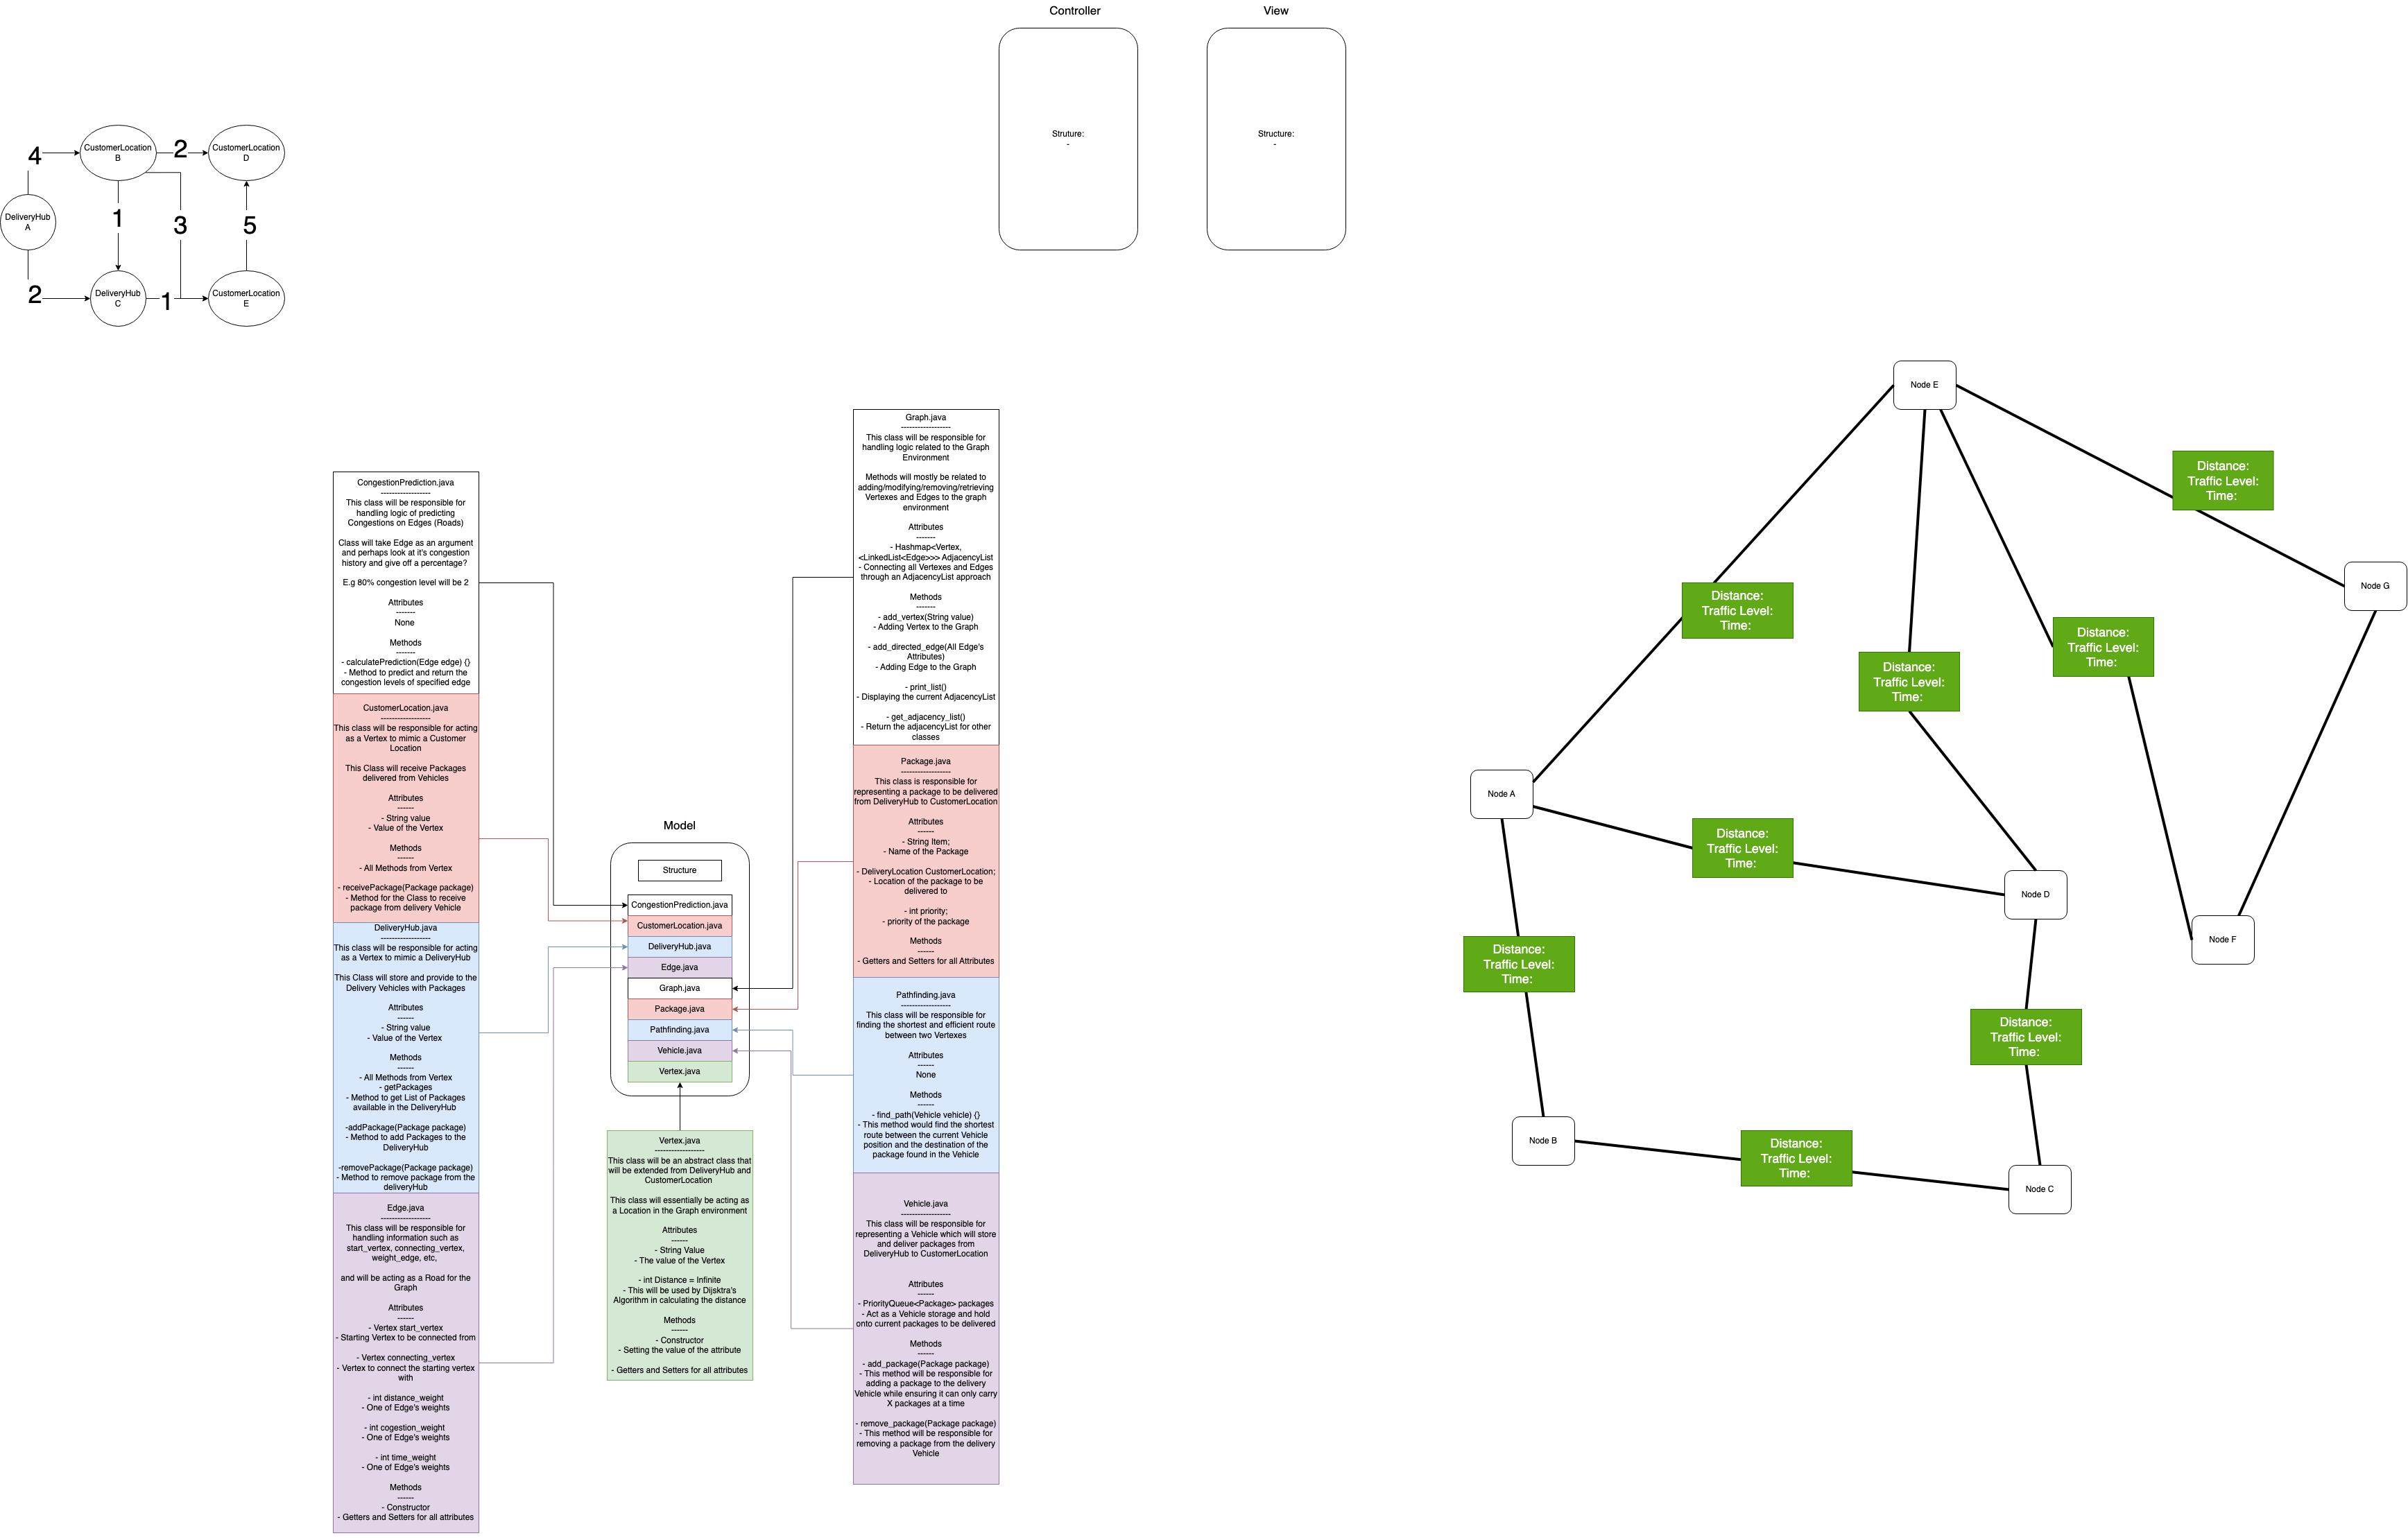 Controller
Struture:
-
View
Structure:
-
4
CustomerLocation
B
2
CustomerLocation
D
DeliveryHub
A
1
3
5
2
DeliveryHub
C
1
CustomerLocation
E
CongestionPrediction.java
------------------
This class will be responsible for
handling logic of predicting
Congestions on Edges (Roads)
Class will take Edge as an argument
and perhaps look at it's congestion
history and give off a percentage?
E.g 80% congestion level will be 2
Attributes
-------
None
Methods
-------
- calculatePrediction(Edge edge) {}
- Method to predict and return the
congestion levels of specified edge
CustomerLocation.java
------------------
This class will be responsible for acting
as a Vertex to mimic a Customer
Location
This Class will receive Packages
delivered from Vehicles
Attributes
------
- String value
- Value of the Vertex
Methods
------
- All Methods from Vertex
- receivePackage(Package package)
- Method for the Class to receive
package from delivery Vehicle
DeliveryHub.java
------------------
This class will be responsible for acting
as a Vertex to mimic a DeliveryHub
This Class will store and provide to the
Delivery Vehicles with Packages
Attributes
------
- String value
- Value of the Vertex
Methods
------
- All Methods from Vertex
- getPackages
- Method to get List of Packages
available in the DeliveryHub
-addPackage(Package package)
- Method to add Packages to the
DeliveryHub
-removePackage(Package package)
- Method to remove package from the
deliveryHub
Edge.java
------------------
This class will be responsible for
handling information such as
start_vertex, connecting_vertex,
weight_edge, etc,
and will be acting as a Road for the
Graph
Attributes
------
- Vertex start_vertex
- Starting Vertex to be connected from
- Vertex connecting_vertex
- Vertex to connect the starting vertex
with
- int distance_weight
- One of Edge's weights
- int cogestion_weight
- One of Edge's weights
- int time_weight
- One of Edge's weights
Methods
------
- Constructor
- Getters and Setters for all attributes
Model
Structure
CongestionPrediction.java
CustomerLocation.java
DeliveryHub.java
Edge.java
Graph.java
Package.java
Pathfinding.java
Vehicle.java
Vertex.java
Vertex.java
------------------
This class will be an abstract class that
will be extended from DeliveryHub and
CustomerLocation
This class will essentially be acting as
a Location in the Graph environment
Attributes
------
- String Value
- The value of the Vertex
- int Distance = Infinite
- This will be used by Dijsktra's
Algorithm in calculating the distance
Methods
------
- Constructor
- Setting the value of the attribute
- Getters and Setters for all attributes
Graph.java
------------------
This class will be responsible for
handling logic related to the Graph
Environment
Methods will mostly be related to
adding/modifying/removing/retrieving
Vertexes and Edges to the graph
environment
Attributes
-------
- Hashmap<Vertex,
<LinkedList<Edge>>> AdjacencyList
- Connecting all Vertexes and Edges
through an AdjacencyList approach
Methods
-------
- add_vertex(String value)
- Adding Vertex to the Graph
- add_directed_edge(All Edge's
Attributes)
- Adding Edge to the Graph
- print_list()
- Displaying the current AdjacencyList
- get_adjacency_list()
- Return the adjacencyList for other
classes
Package.java
------------------
This class is responsible for
representing a package to be delivered
from DeliveryHub to CustomerLocation
Attributes
------
- String Item;
- Name of the Package
- DeliveryLocation CustomerLocation;
- Location of the package to be
delivered to
- int priority;
- priority of the package
Methods
------
- Getters and Setters for all Attributes
Pathfinding.java
------------------
This class will be responsible for
finding the shortest and efficient route
between two Vertexes
Attributes
------
None
Methods
------
- find_path(Vehicle vehicle) {}
- This method would find the shortest
route between the current Vehicle
position and the destination of the
package found in the Vehicle
Vehicle.java
------------------
This class will be responsible for
representing a Vehicle which will store
and deliver packages from
DeliveryHub to CustomerLocation
Attributes
------
- PriorityQueue<Package> packages
- Act as a Vehicle storage and hold
onto current packages to be delivered
Methods
------
- add_package(Package package)
- This method will be responsible for
adding a package to the delivery
Vehicle while ensuring it can only carry
X packages at a time
- remove_package(Package package)
- This method will be responsible for
removing a package from the delivery
Vehicle
Node E
Distance:
Traffic Level:
Time:
Node G
Distance:
Traffic Level:
Time:
Distance:
Traffic Level:
Time:
Distance:
Traffic Level:
Time:
Node A
Distance:
Traffic Level:
Time:
Node D
Node F
Distance:
Traffic Level:
Time:
Distance:
Traffic Level:
Time:
Node B
Distance:
Traffic Level:
Time:
Node C